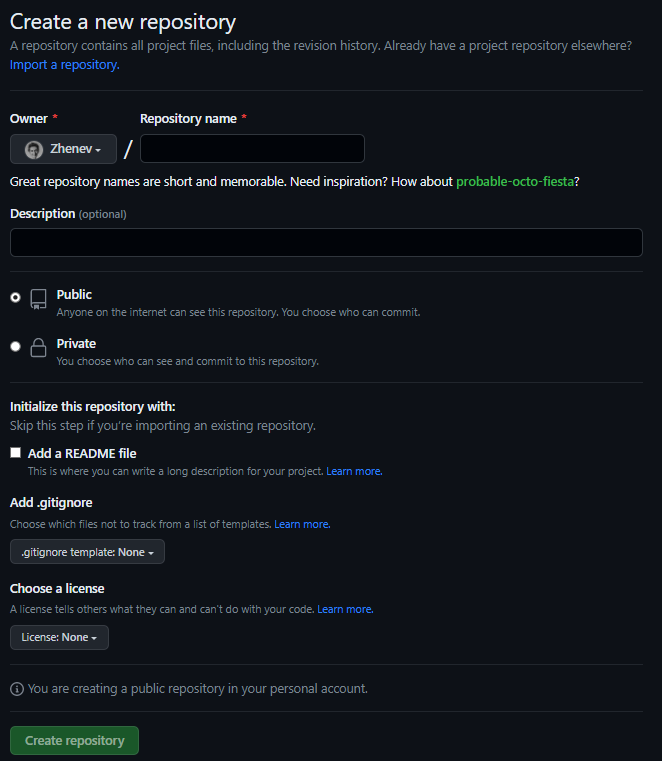 Create a new repository
A repository contains all project files, including the revision history. Already have a project repository elsewhere?
Import a repository.
Owner *
Repository name *
Zhenev
/
Great repository names are short and memorable. Need inspiration? How about probable-octo-fiesta?
Description (optional)
Public
Anyone on the internet can see this repository. You choose who can commit.
Private
You choose who can see and commit to this repository.
Initialize this repository with:
Skip this step if you're importing an existing repository.
Add a README file
This is where you can write a long description for your project. Learn more.
Add .gitignore
Choose which files not to track from a list of templates. Learn more.
.gitignore template: None
Choose a license
A license tells others what they can and can't do with your code. Learn more.
License: None
You are creating a public repository in your personal account.
Create repository